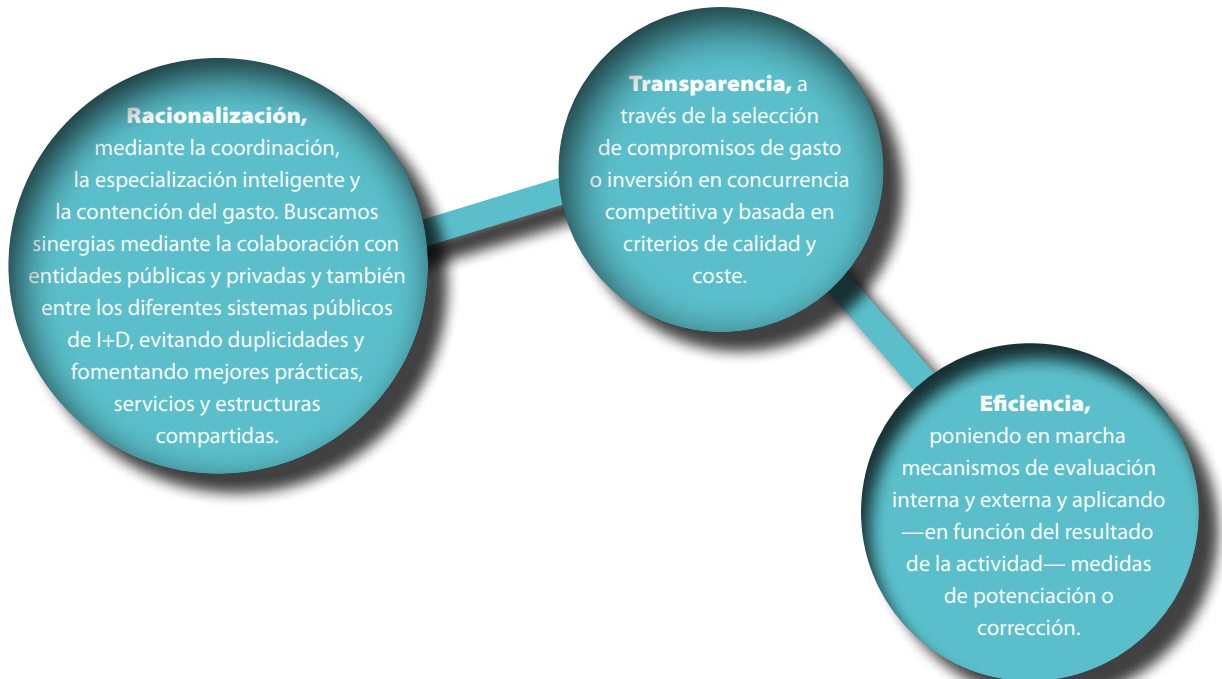 Racionalización,
mediante la coordinación,
la especialización inteligente y
la contención del gasto. Buscamos
sinergias mediante la colaboración con
entidades públicas y privadas y también
entre los diferentes sistemas públicos
de I+D, evitando duplicidades y
fomentando mejores prácticas,
servicios y estructuras
compartidas.
Transparencia, a
través de la selección
de compromisos de gasto
o inversión en concurrencia
competitiva y basada en
criterios de calidad y
coste.
Eficiencia,
poniendo en marcha
mecanismos de evaluación
interna y externa y aplicando
—en función del resultado
de la actividad— medidas
de potenciación o
corrección.